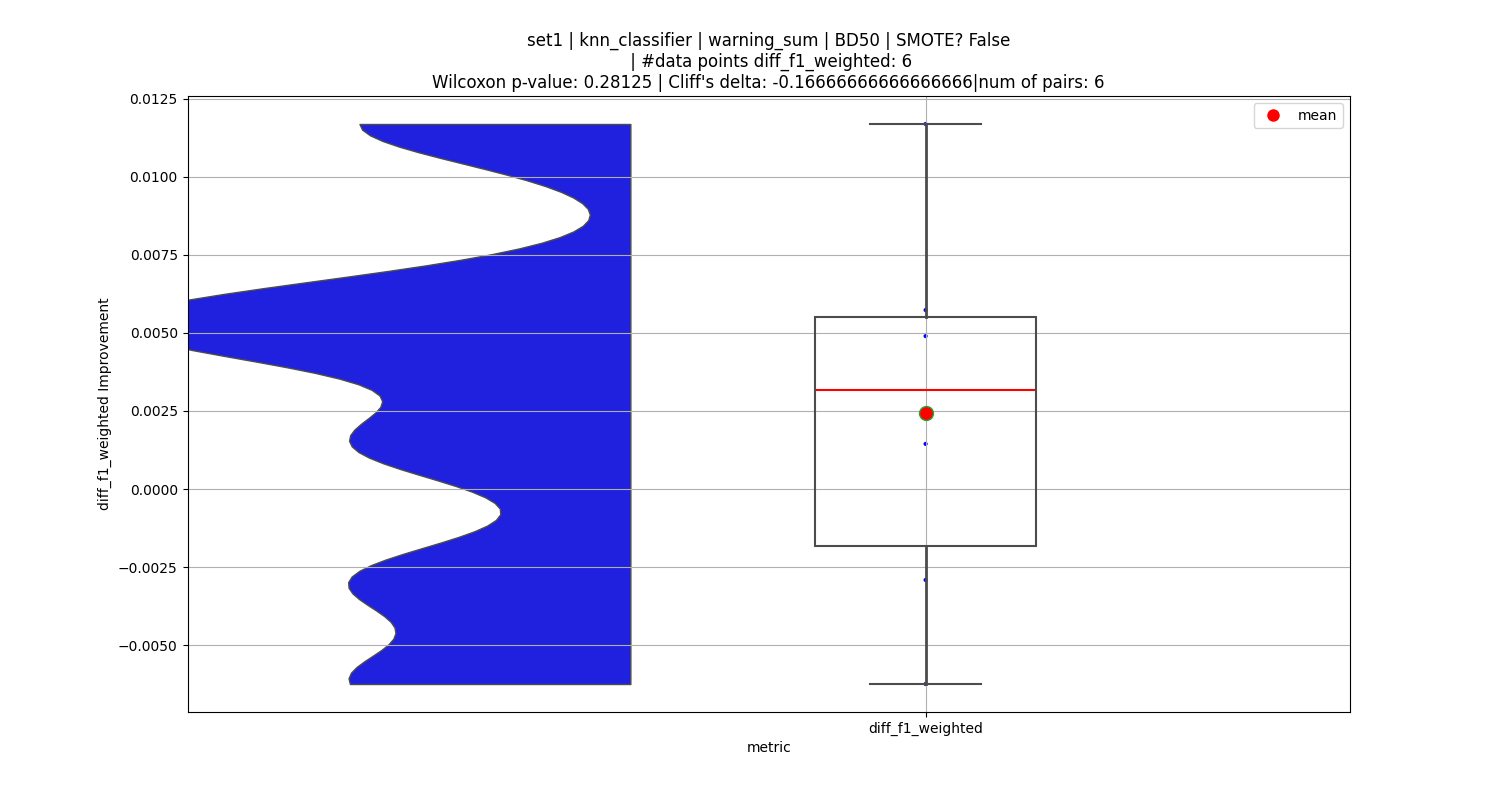 set1 | knn_classifier | warning_sum | BD50 | SMOTE? False
| #data points diff_f1_weighted: 6
Wilcoxon p-value: 0.28125 | Cliff's delta: -0.16666666666666666|num of pairs: 6
0.0125
0.0100
0.0075
0.0050
0.0025
0.0000
−0.0025
−0.0050
diff_f1_weighted Improvement
mean
diff_f1_weighted
metric